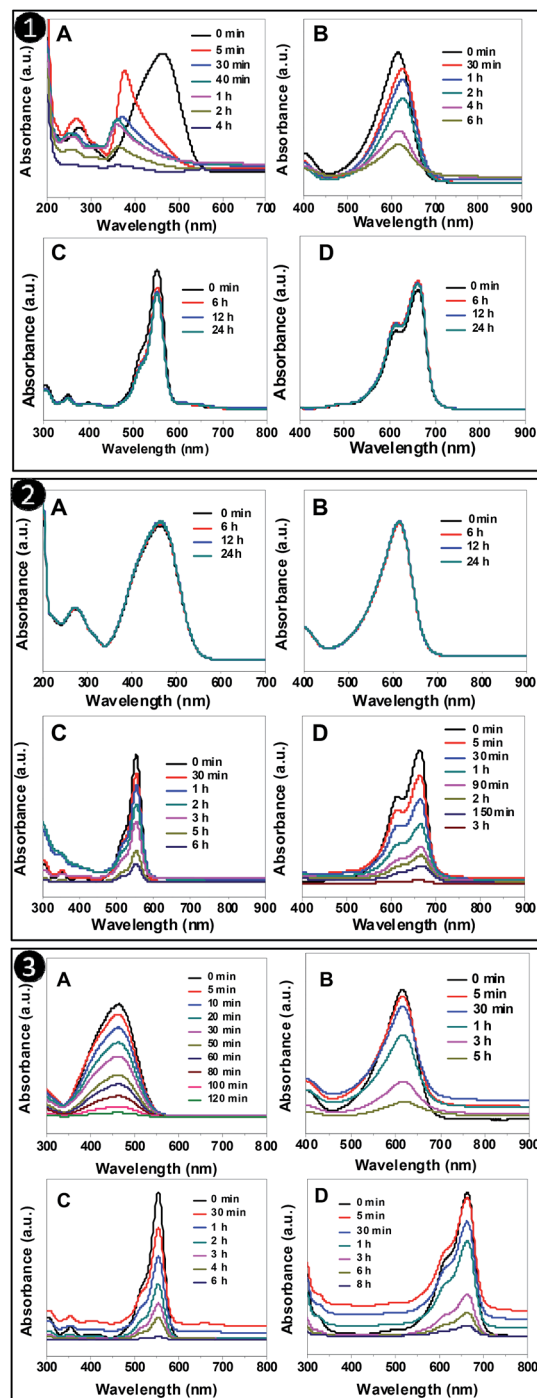 1
A
0 min
5 min
30 min
40 min
1 h
2 h
4 h
Absorbance (a.u.)
200 300 400 500 600 700
Wavelength (nm)
B
0 min
30 min
1 h
2 h
4 h
6 h
Absorbance (a.u.)
400 500 600 700 800 900
Wavelength (nm)
C
0 min
6 h
12 h
24 h
Absorbance (a.u.)
300 400 500 600 700 800
Wavelength (nm)
D
0 min
6 h
12 h
24 h
Absorbance (a.u.)
400 500 600 700 800 900
Wavelength (nm)
2
A
0 min
6 h
12 h
24 h
Absorbance (a.u.)
200 300 400 500 600 700
Wavelength (nm)
B
0 min
6 h
12 h
24 h
Absorbance (a.u.)
400 500 600 700 800 900
Wavelength (nm)
C
0 min
30 min
1 h
2 h
3 h
5 h
6 h
Absorbance (a.u.)
300 400 500 600 700 800 900
Wavelength (nm)
D
0 min
5 min
30 min
1 h
90 min
2 h
150 min
3 h
Absorbance (a.u.)
400 500 600 700 800 900
Wavelength (nm)
3
A
0 min
5 min
10 min
20 min
30 min
50 min
60 min
80 min
100 min
120 min
Absorbance (a.u.)
300 400 500 600 700 800
Wavelength (nm)
B
0 min
5 min
30 min
1 h
3 h
5 h
Absorbance (a.u.)
400 500 600 700 800 900
Wavelength (nm)
C
0 min
30 min
1 h
2 h
3 h
4 h
6 h
Absorbance (a.u.)
300 400 500 600 700 800
Wavelength (nm)
D
0 min
5 min
30 min
1 h
3 h
6 h
8 h
Absorbance (a.u.)
300 400 500 600 700 800
Wavelength (nm)